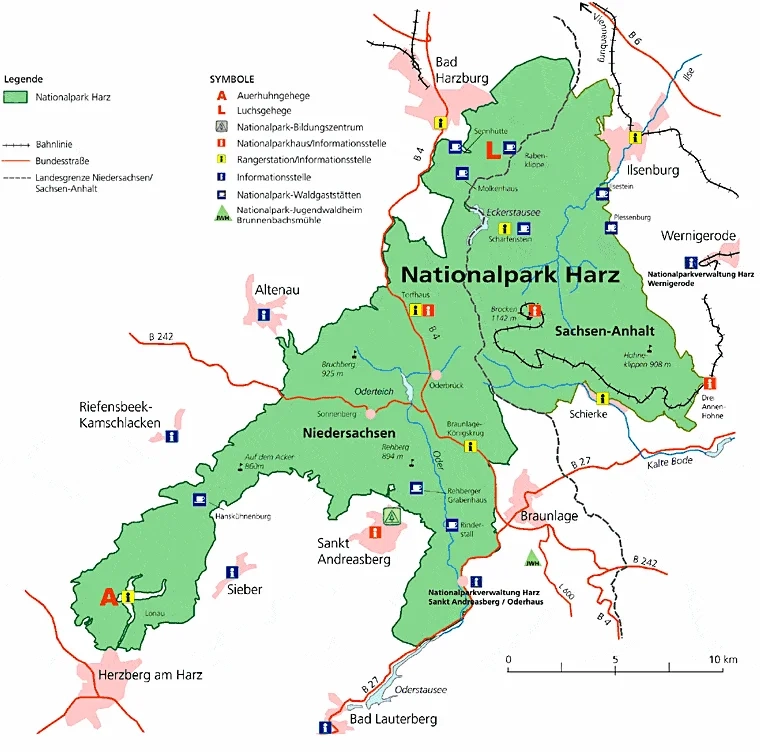 Legende
Nationalpark Harz
Bahnlinie
Bundesstraße
Landesgrenze Niedersachsen/
Sachsen-Anhalt
SYMBOLE
A Auerhuhngehege
L Luchsgehege
Nationalpark-Bildungszentrum
Nationalparkhaus/Informationsstelle
Rangerstation/Informationsstelle
Informationsstelle
Nationalpark-Waldgaststätten
JWH Nationalpark-Jugendwaldheim
Brunnenbachsmühle
Bad
Harzburg
B 4
Vienenburg
B 6
Ilse
Sennhütte
L
Raben-
klippe
Molkenhaus
Ilsenburg
Ilsestein
Plessenburg
Eckerstausee
Scharfenstein
Wernigerode
Nationalparkverwaltung Harz
Wernigerode
Nationalpark Harz
Altenau
Torfhaus
B 4
Brocken
1142 m
Sachsen-Anhalt
Hohne-
klippen 908 m
B 242
Bruchberg
925 m
Oderbrück
Oderteich
Drei
Annen-
Hohne
Schierke
Riefensbeek-
Kamschlacken
Sonnenberg
Niedersachsen
Braunlage-
Königskrug
Rehberg
894 m
Oder
Auf dem Acker
860m
B 27
Kalte Bode
Rehberger
Grabenhaus
Hanskühnenburg
Braunlage
Rinder-
stall
Sankt
Andreasberg
JWH
B 242
Sieber
Nationalparkverwaltung Harz
Sankt Andreasberg / Oderhaus
L 600
B 4
A
Lonau
Herzberg am Harz
0 5 10 km
B 27
Oderstausee
Bad Lauterberg